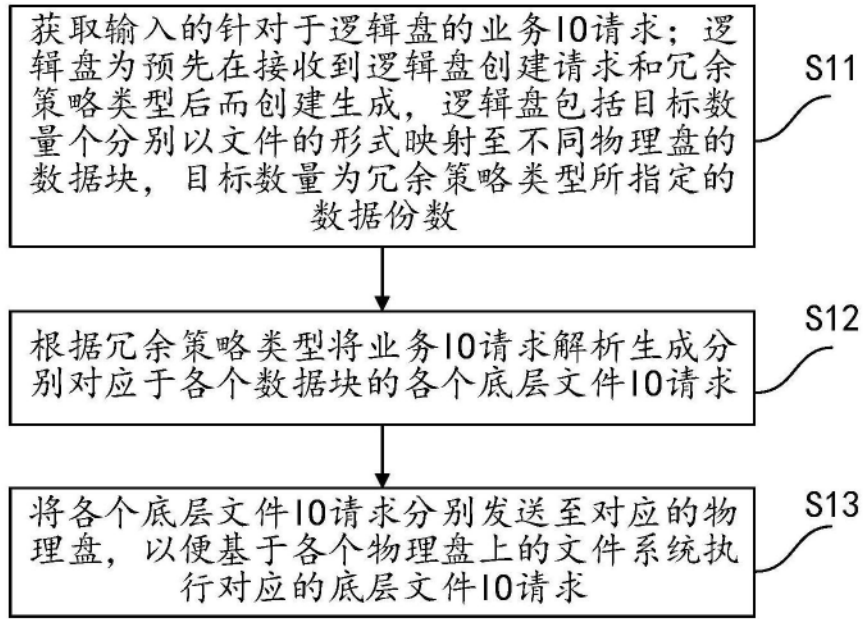 获取输入的针对于逻辑盘的业务IO请求；逻
辑盘为预先在接收到逻辑盘创建请求和冗余
策略类型后而创建生成，逻辑盘包括目标数
量个分别以文件的形式映射至不同物理盘的
数据块，目标数量为冗余策略类型所指定的
数据份数
S11
根据冗余策略类型将业务IO请求解析生成分
别对应于各个数据块的各个底层文件IO请求
S12
将各个底层文件IO请求分别发送至对应的物
理盘，以便基于各个物理盘上的文件系统执
行对应的底层文件IO请求
S13